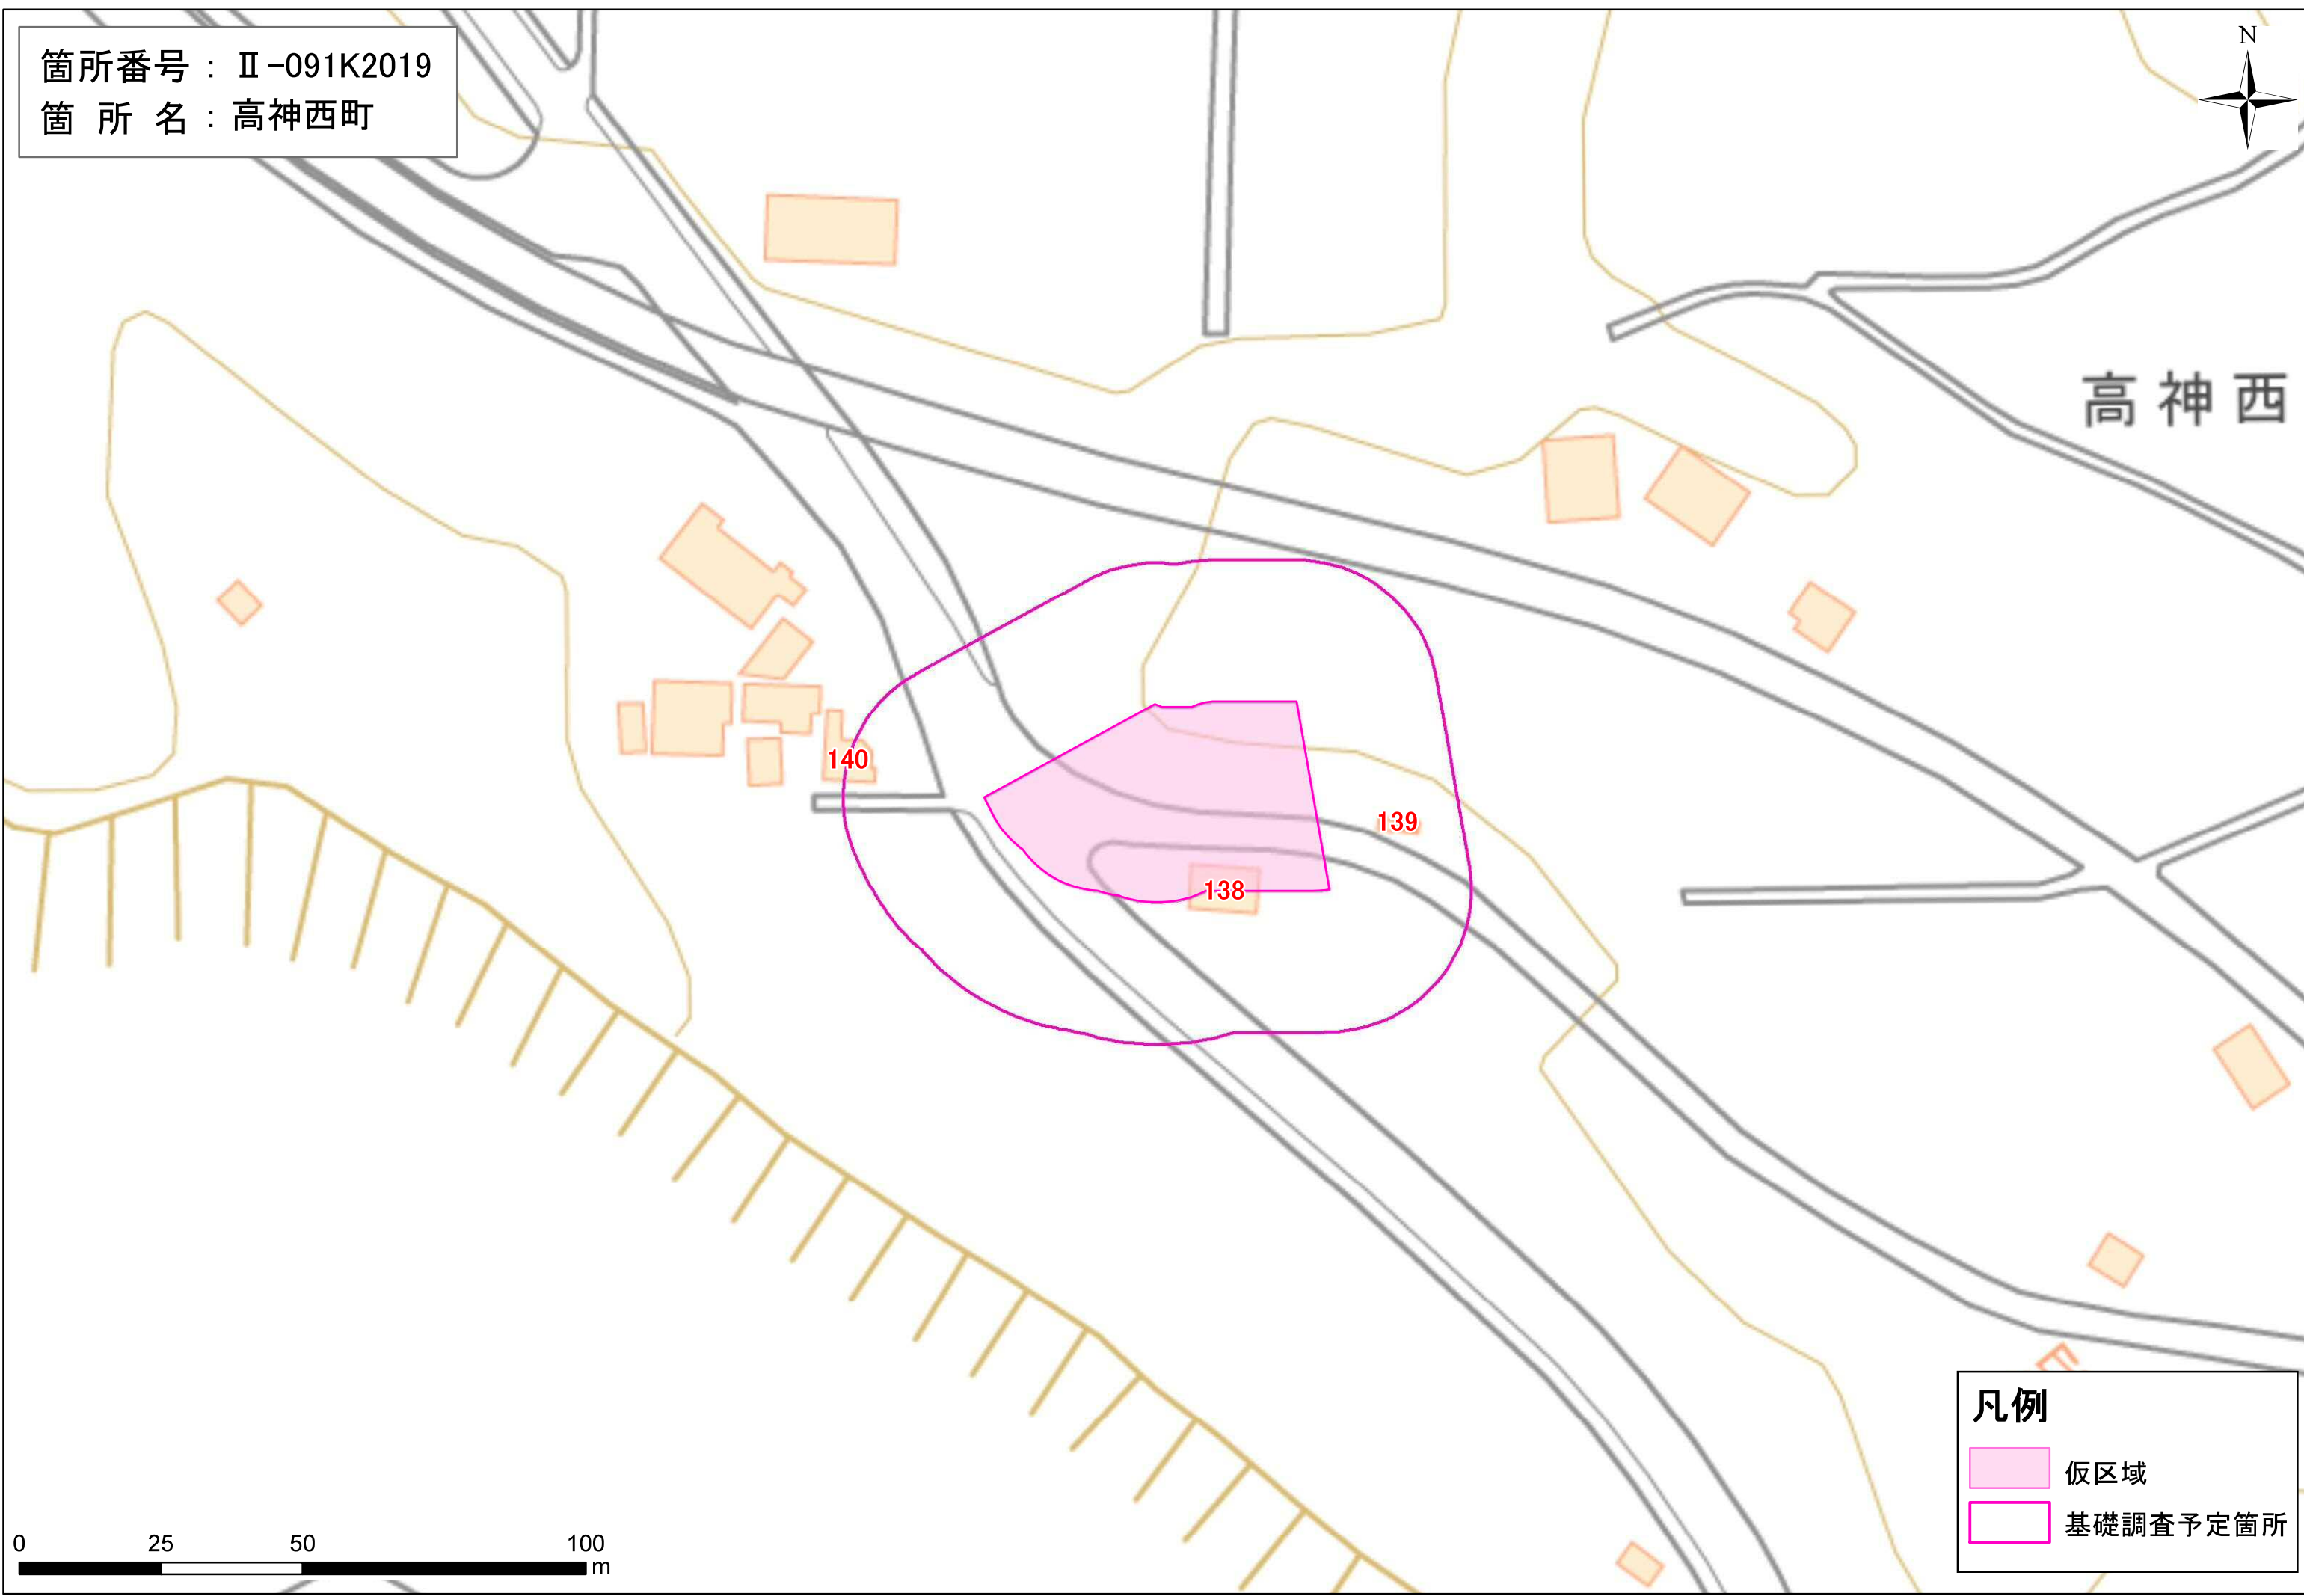 箇所番号 : Ⅱ-091K2019
箇 所 名 : 高神西町
N
高神西
140
139
138
凡例
仮区域
基礎調査予定箇所
0 25 50 100
m